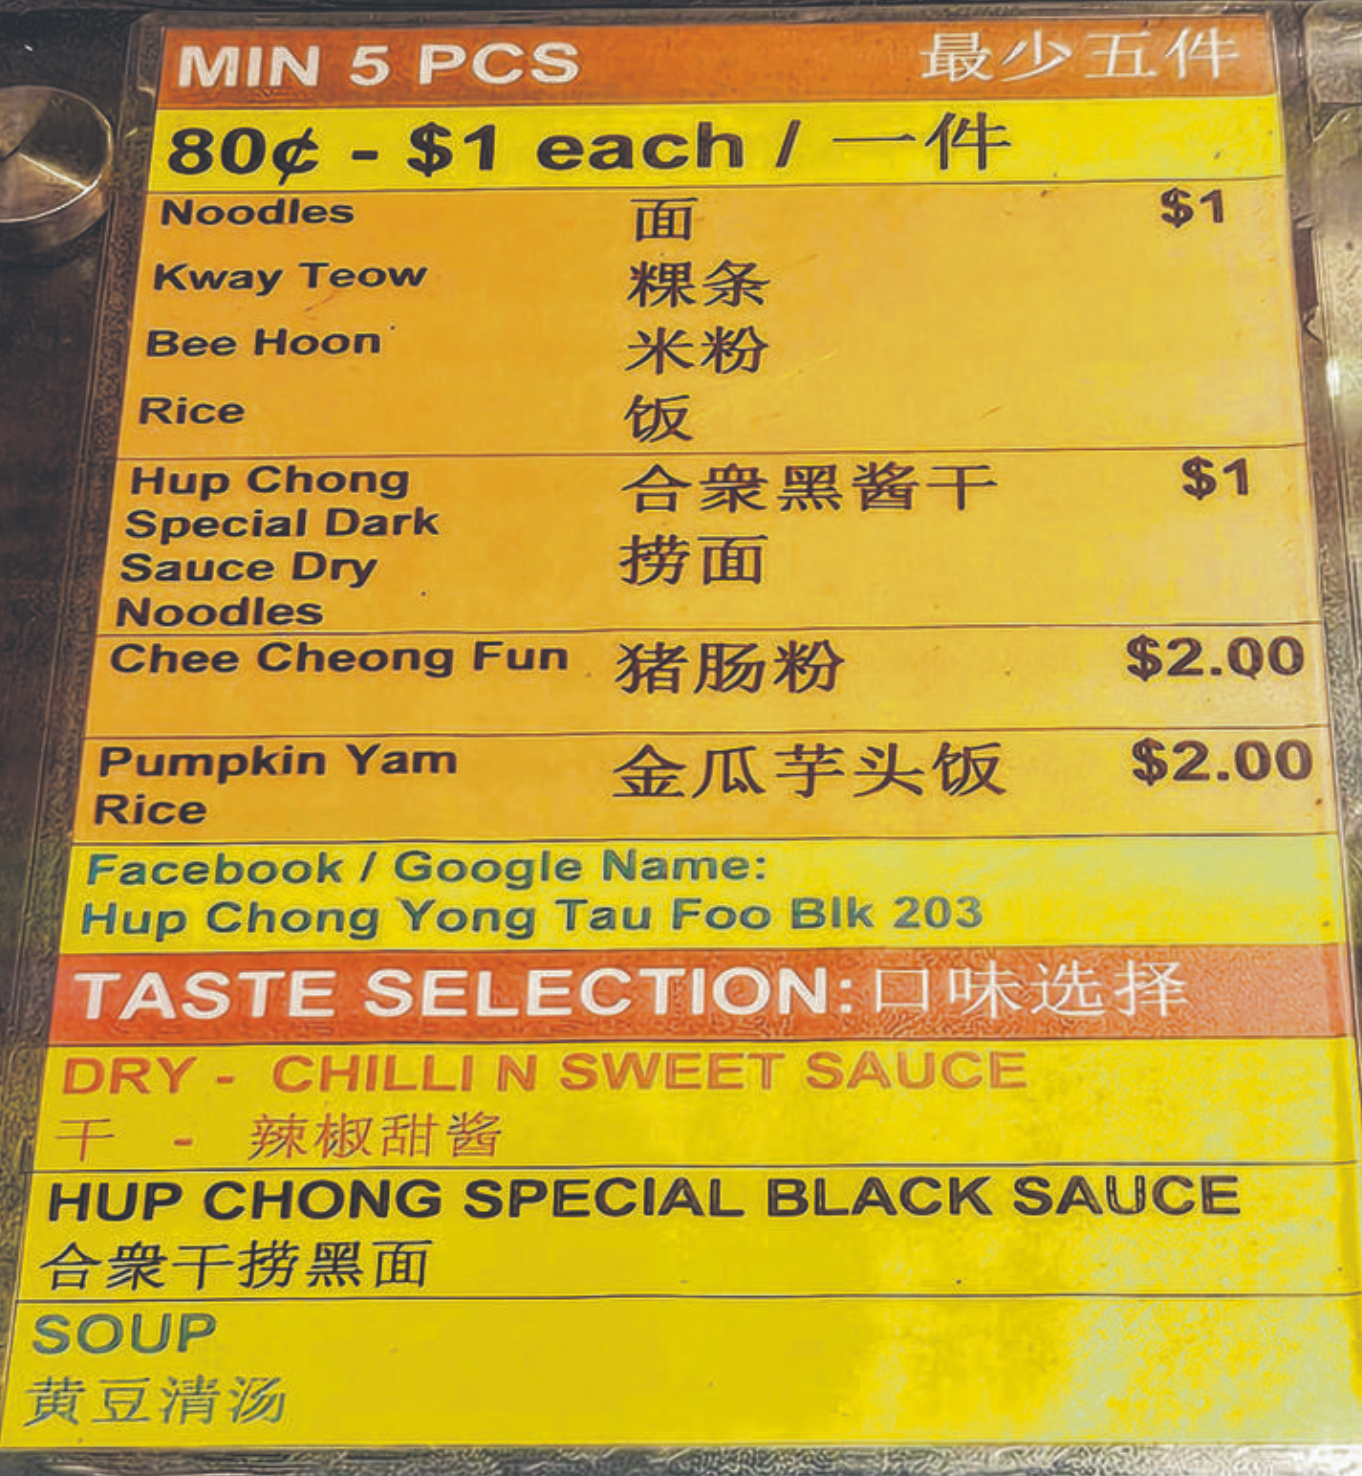 MIN 5 PCS 最少五件
80¢ - $1 each / 一件
Noodles 面 $1
Kway Teow 粿条
Bee Hoon 米粉
Rice 饭
Hup Chong 合衆黑酱干 $1
Special Dark
Sauce Dry 捞面
Noodles
Chee Cheong Fun 猪肠粉 $2.00
Pumpkin Yam 金瓜芋头饭 $2.00
Rice
Facebook / Google Name:
Hup Chong Yong Tau Foo Blk 203
TASTE SELECTION: 口味选择
DRY - CHILLI N SWEET SAUCE
干 - 辣椒甜酱
HUP CHONG SPECIAL BLACK SAUCE
合衆干捞黑面
SOUP
黄豆清汤